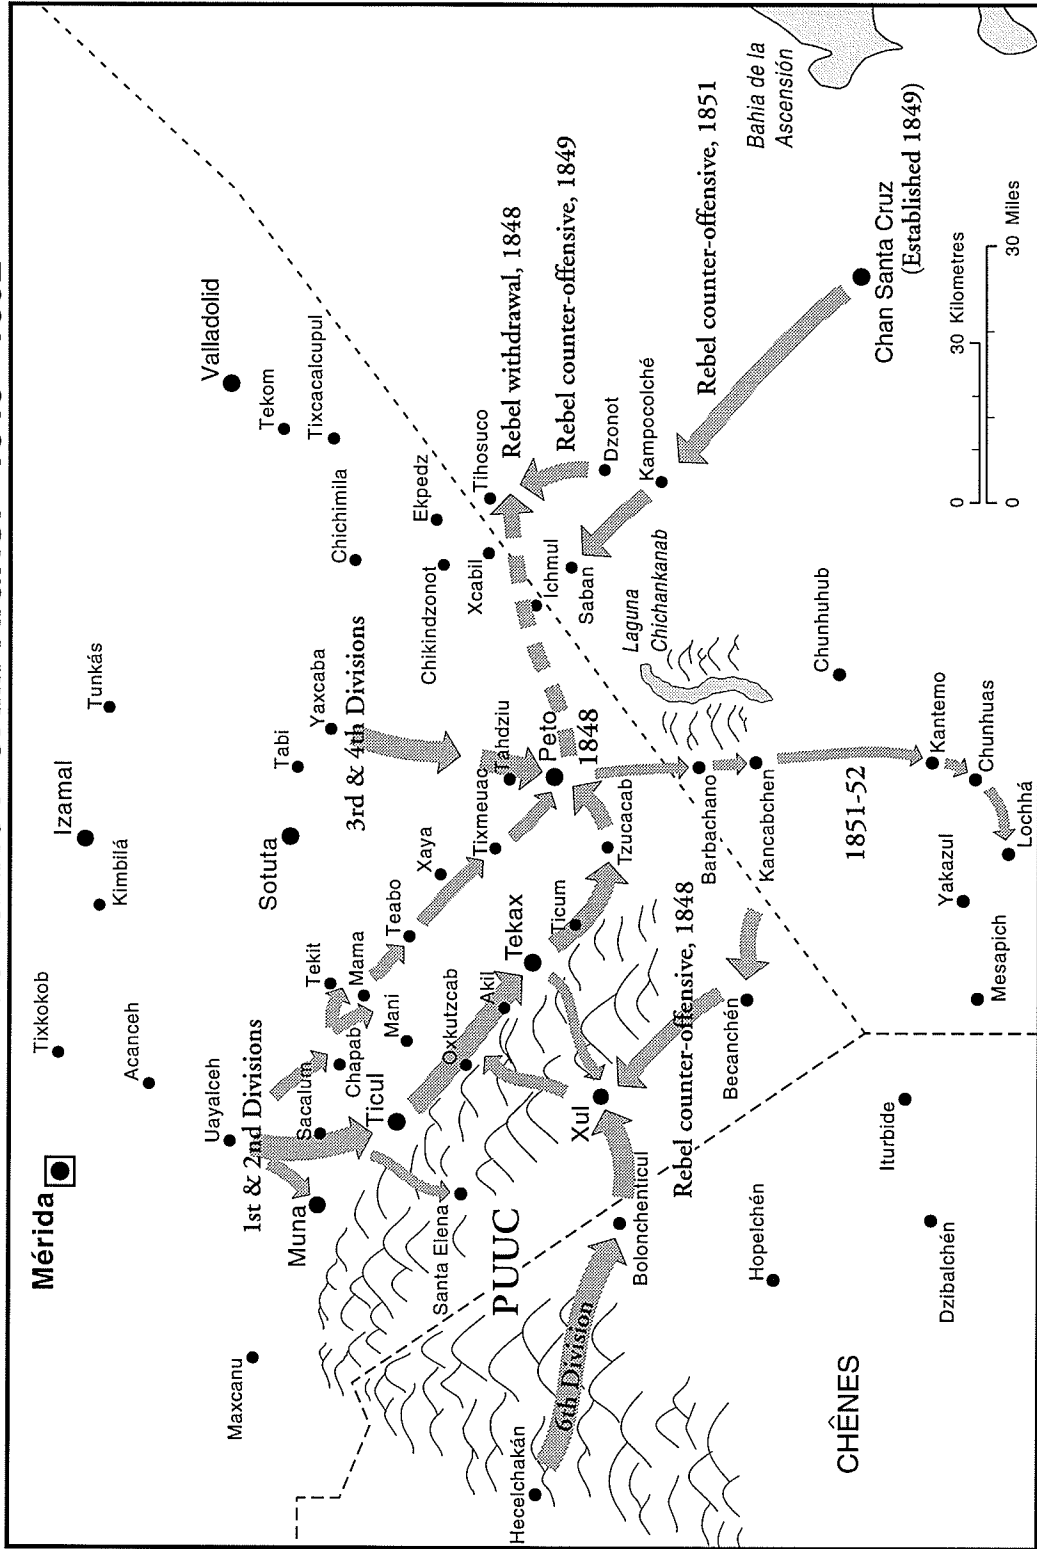 Mérida
Tixkokob
Acanceh
Izamal
Kimbilá
Tunkás
Maxcanu
Uayalceh
1st & 2nd Divisions
Muna
Sacalum
Ticul
Chapab
Tekit
Mama
Mani
Teabo
Sotuta
Tabi
Yaxcaba
3rd & 4th Divisions
Valladolid
Tekom
Tixcacalcupul
Chichimila
Ekpedz
Chikindzonot
Xcabil
Tihosuco
Xaya
Tixmeuac
Tahdziu
Peto
1848
Santa Elena
PUUC
Oxkutzcab
Akil
Tekax
Ticum
Tzucacab
Ichmul
Saban
Rebel withdrawal, 1848
Rebel counter-offensive, 1849
Dzonot
Kampocolché
Rebel counter-offensive, 1851
Bahia de la
Ascensión
Hecelchakán
6th Division
Bolonchenticul
Xul
Rebel counter-offensive, 1848
Becanchén
Barbachano
Kancabchen
Laguna
Chichankanab
Chunhuhub
Chan Santa Cruz
(Established 1849)
Hopelchén
Iturbide
Dzibalchén
CHÊNES
1851-52
Mesapich
Yakazul
Kantemo
Chunhuas
Lochhá
0
30 Kilometres
0
30 Miles